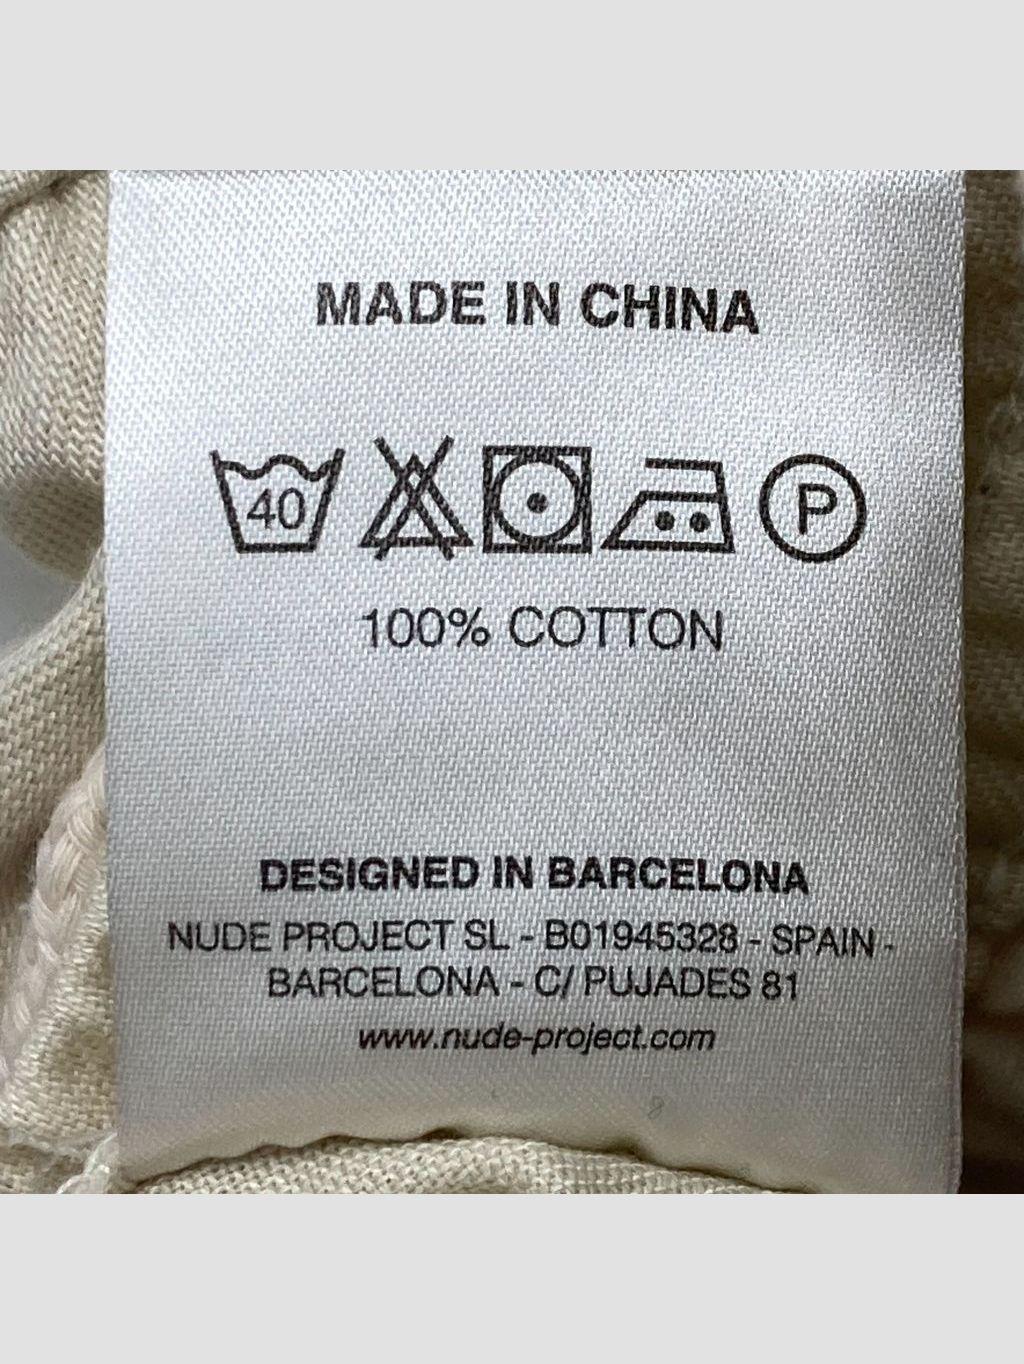 MADE IN CHINA
40 P
100% COTTON
DESIGNED IN BARCELONA
NUDE PROJECT SL - B01945328 - SPAIN -
BARCELONA - C/ PUJADES 81
www.nude-project.com